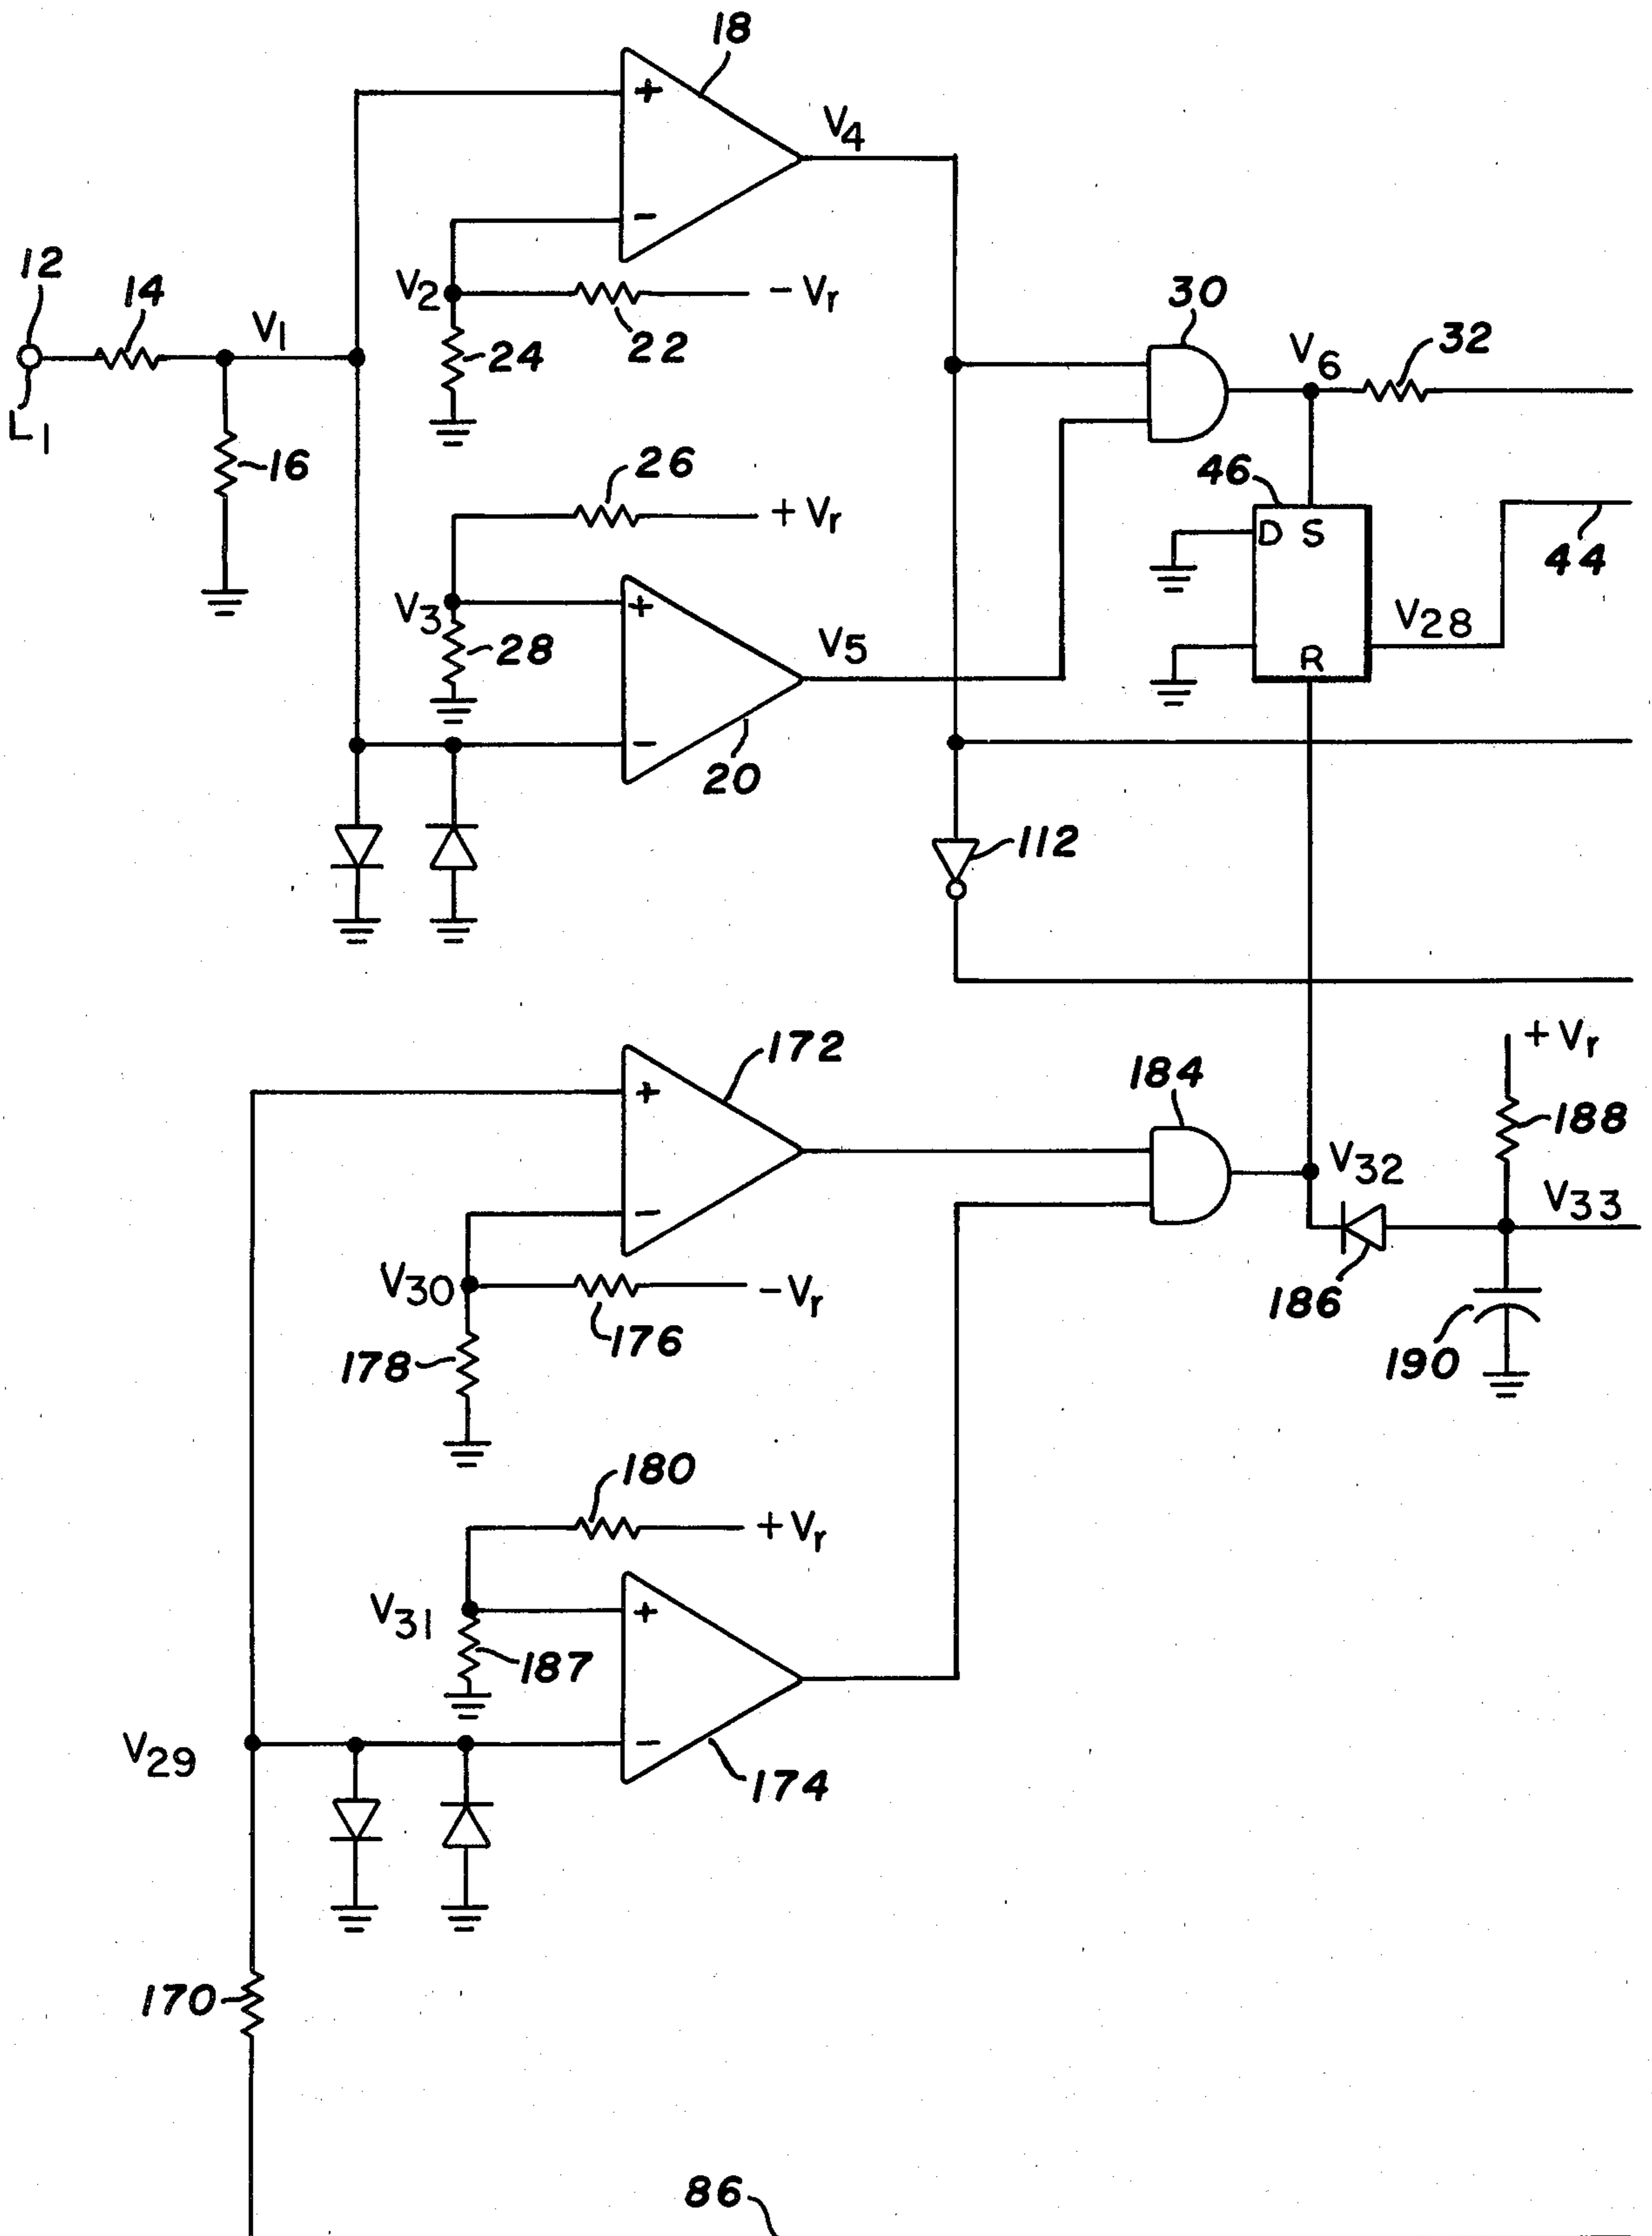 18
+
V4
−
12
14
V1
V2
− Vr
30
24
22
V6
32
L1
16
26
46
+ Vr
D S
44
V3
+
28
V5
V28
R
−
20
112
+ Vr
172
184
+
188
V32
V33
−
V30
− Vr
186
176
178
190
180
+ Vr
V31
+
187
V29
−
174
170
86